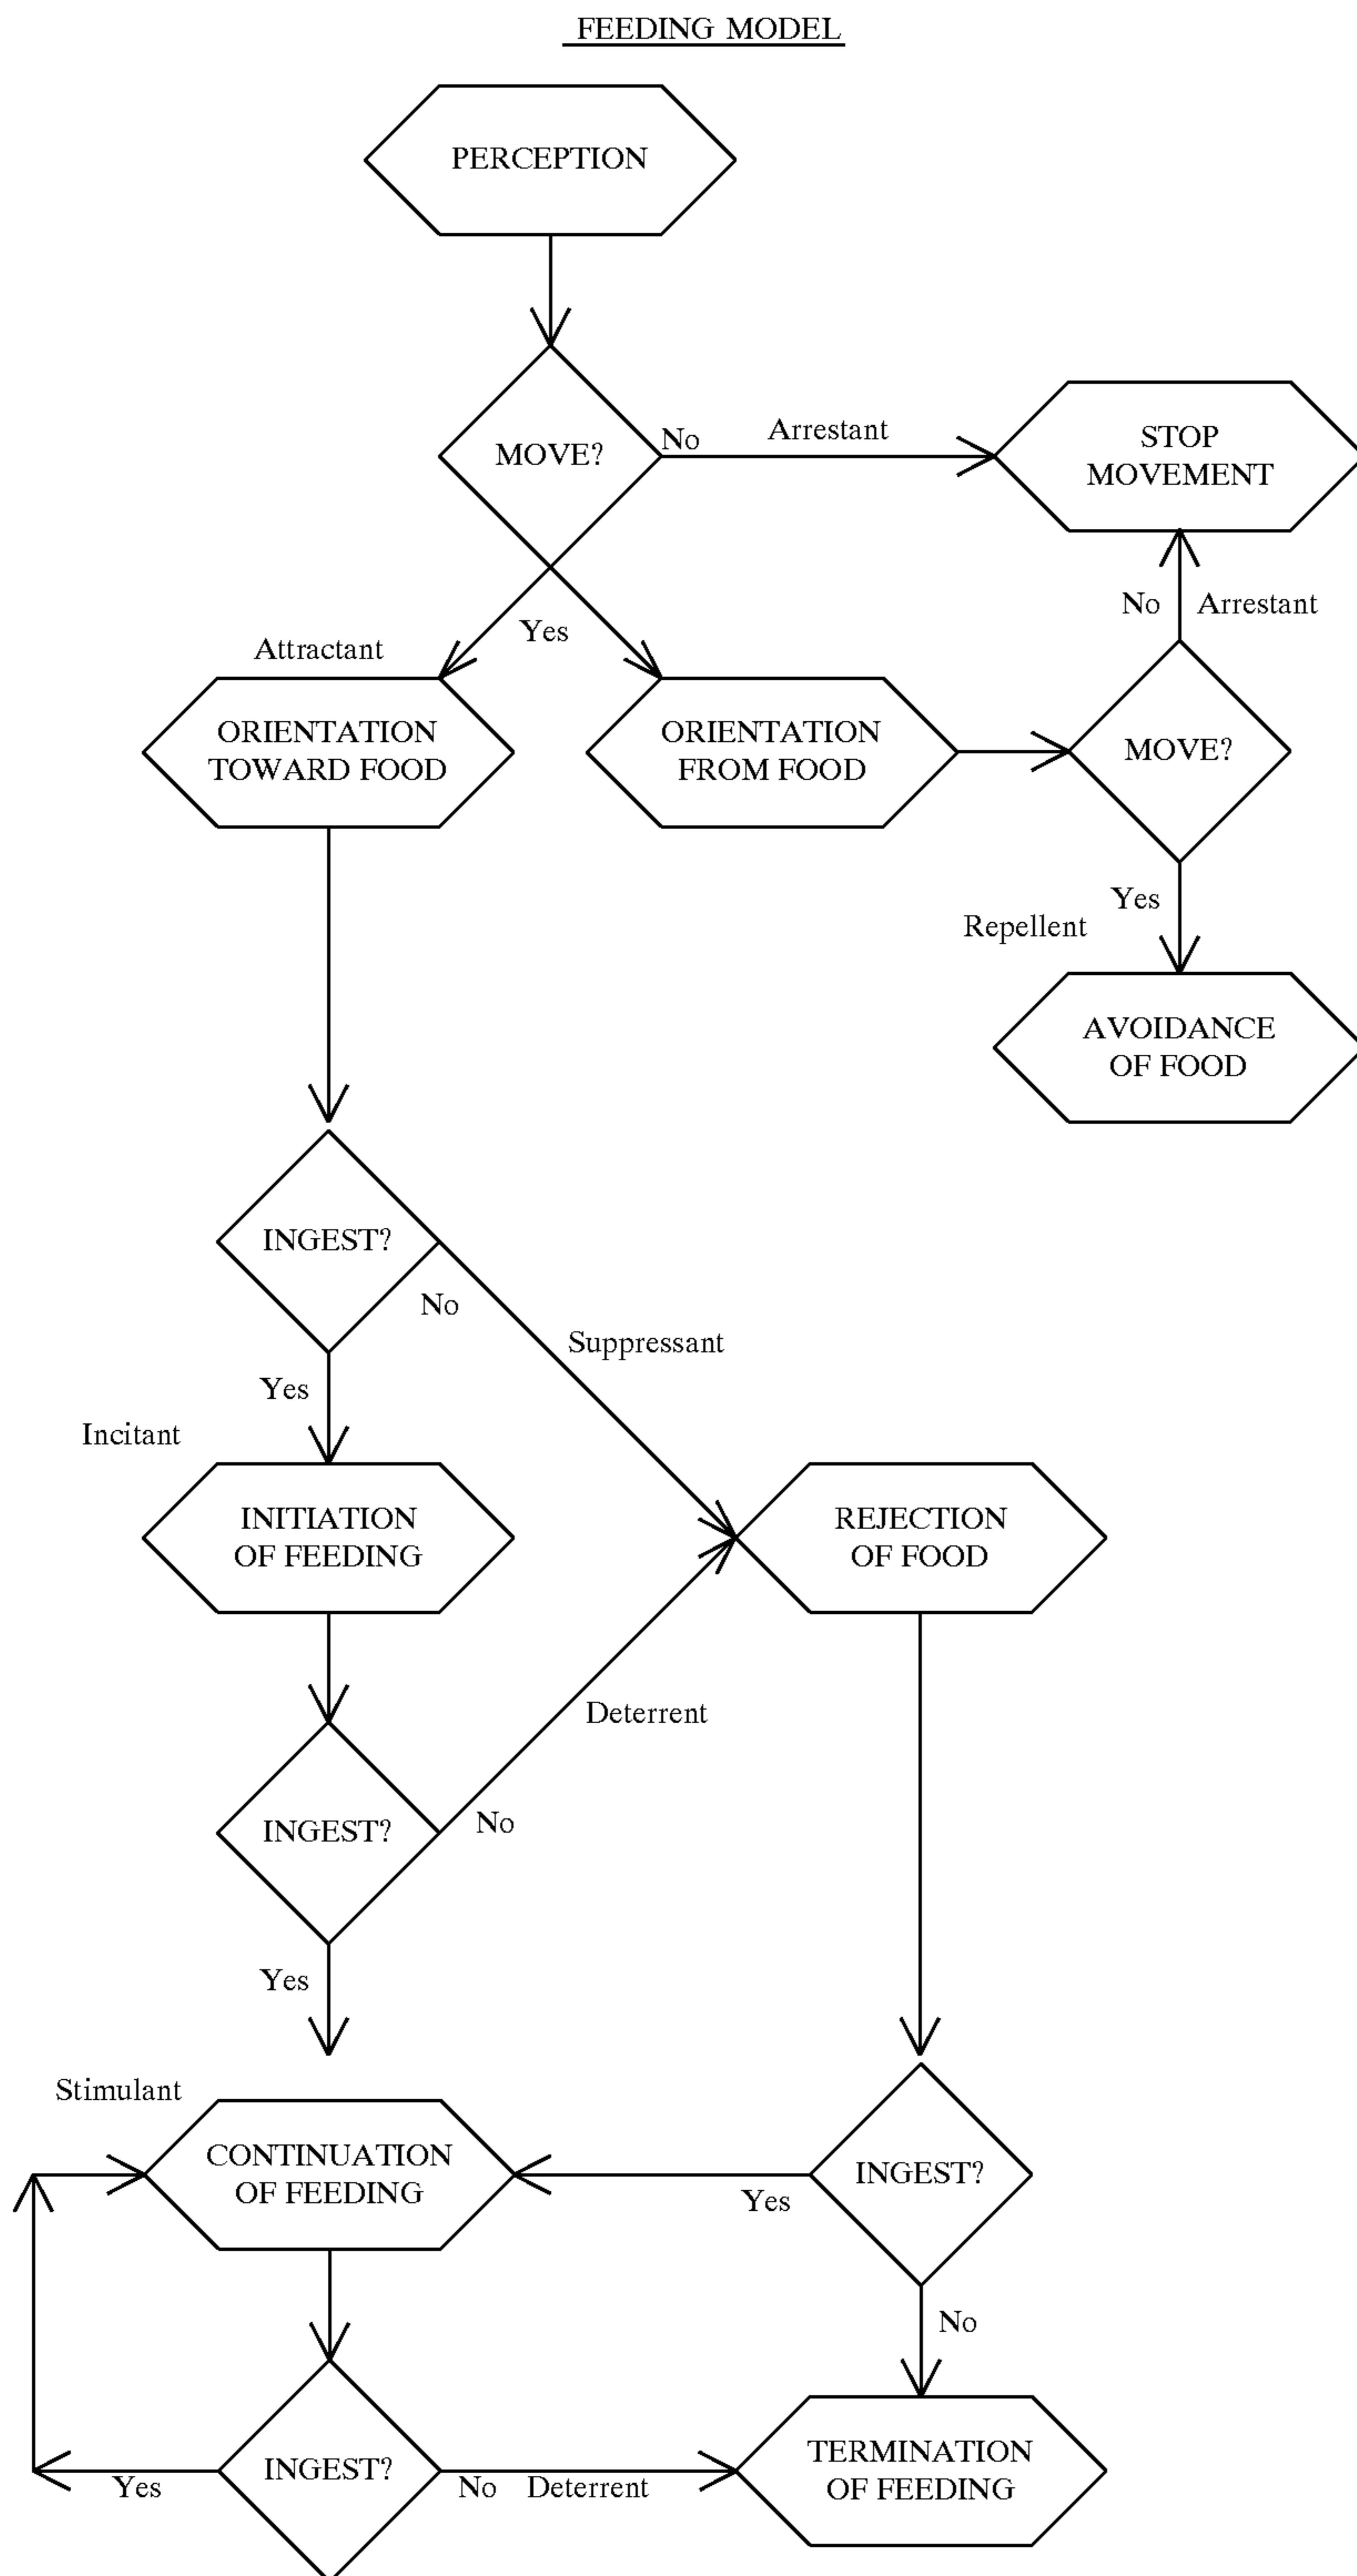 FEEDING MODEL
PERCEPTION
MOVE?
No
Arrestant
STOP
MOVEMENT
No
Arrestant
Yes
Attractant
ORIENTATION
TOWARD FOOD
ORIENTATION
FROM FOOD
MOVE?
Yes
Repellent
AVOIDANCE
OF FOOD
INGEST?
No
Suppressant
Yes
Incitant
INITIATION
OF FEEDING
REJECTION
OF FOOD
Deterrent
INGEST?
No
Yes
Stimulant
CONTINUATION
OF FEEDING
INGEST?
Yes
No
INGEST?
Yes
No
Deterrent
TERMINATION
OF FEEDING